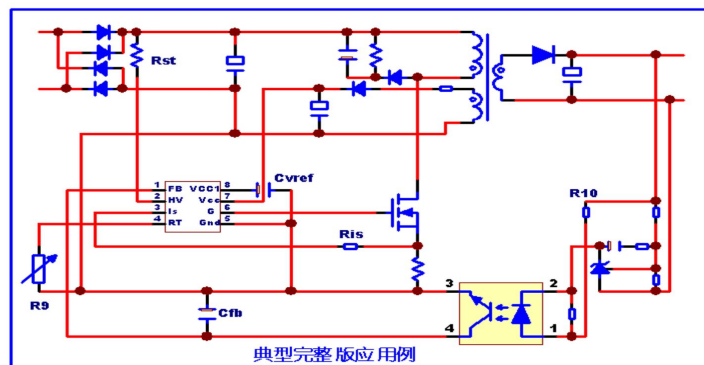 Rst
1 FB VCC1 8
2 HV Vcc 7
3 Is G 6
4 RT Gnd 5
Cvref
R10
Ris
R9
3 2
Cfb
4 1
典型完整版应用例